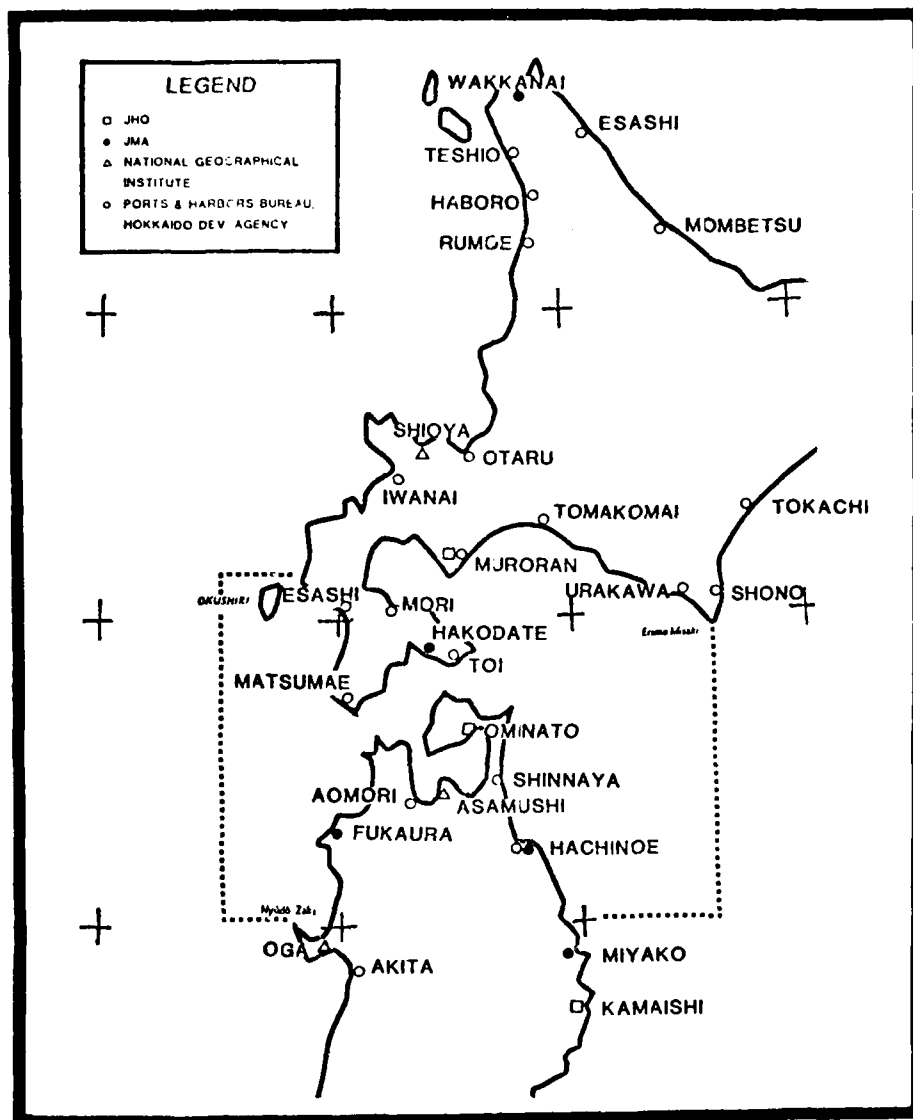 LEGEND
JHO
JMA
NATIONAL GEOGRAPHICAL
INSTITUTE
PORTS & HARBORS BUREAU,
HOKKAIDO DEV. AGENCY
WAKKANAI
ESASHI
TESHIO
HABORO
MOMBETSU
RUMOE
SHIOYA
OTARU
IWANAI
TOKACHI
TOMAKOMAI
MURORAN
URAKAWA
SHONO
OKUSHIRI
ESASHI
MORI
Erimo Misaki
HAKODATE
TOI
MATSUMAE
OMINATO
SHINNAYA
AOMORI
ASAMUSHI
FUKAURA
HACHINOE
Nyúdó Zaki
OGA
AKITA
MIYAKO
KAMAISHI